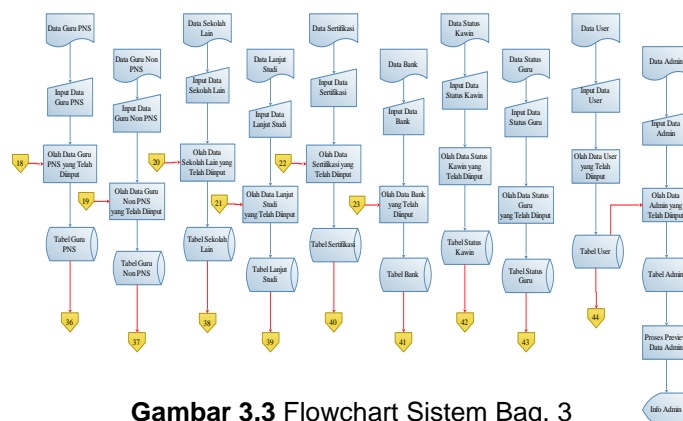 Data Guru PNS
Input Data
Guru PNS
18
Olah Data Guru
PNS yang Telah
Diinput
Tabel Guru
PNS
36
Data Guru Non
PNS
Input Data
Guru Non PNS
19
Olah Data Guru
Non PNS
yang Telah Diinput
Tabel Guru
Non PNS
37
Data Sekolah
Lain
Input Data
Sekolah Lain
20
Olah Data
Sekolah Lain yang
Telah Diinput
Tabel Sekolah
Lain
38
Data Lanjut
Studi
Input Data
Lanjut Studi
21
Olah Data Lanjut
Studi
yang Telah Diinput
Tabel Lanjut
Studi
39
Data Sertifikasi
Input Data
Sertifikasi
22
Olah Data
Sertifikasi yang
Telah Diinput
Tabel Sertifikasi
40
Data Bank
Input Data
Bank
23
Olah Data Bank
yang Telah
Diinput
Tabel Bank
41
Data Status
Kawin
Input Data
Status Kawin
Olah Data Status
Kawin yang
Telah Diinput
Tabel Status
Kawin
42
Data Status
Guru
Input Data
Status Guru
Olah Data Status
Guru
yang Telah Diinput
Tabel Status
Guru
43
Data User
Input Data
User
Olah Data User
yang Telah
Diinput
Tabel User
44
Data Admin
Input Data
Admin
Olah Data
Admin yang
Telah Diinput
Tabel Admin
Proses Preview
Data Admin
Info Admin
Gambar 3.3 Flowchart Sistem Bag. 3